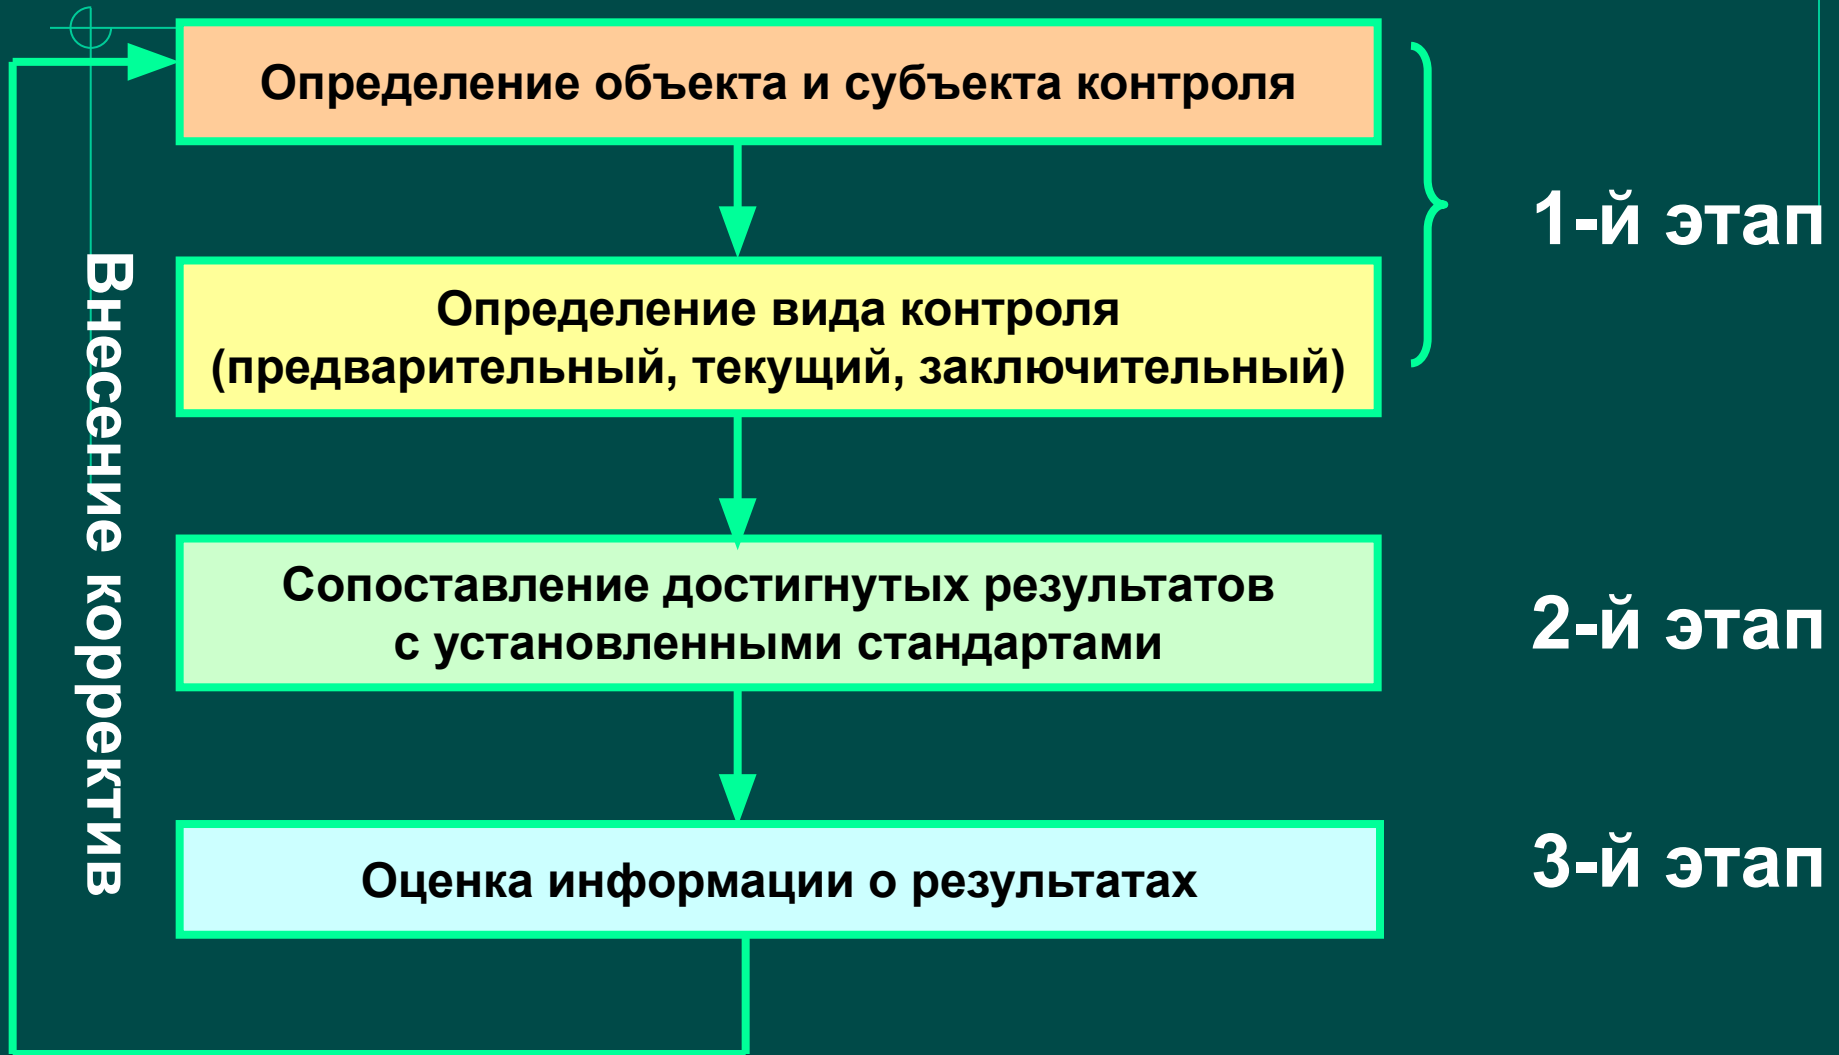 Определение объекта и субъекта контроля
1-й этап
Определение вида контроля
(предварительный, текущий, заключительный)
Внесение корректив
Сопоставление достигнутых результатов
с установленными стандартами
2-й этап
Оценка информации о результатах
3-й этап